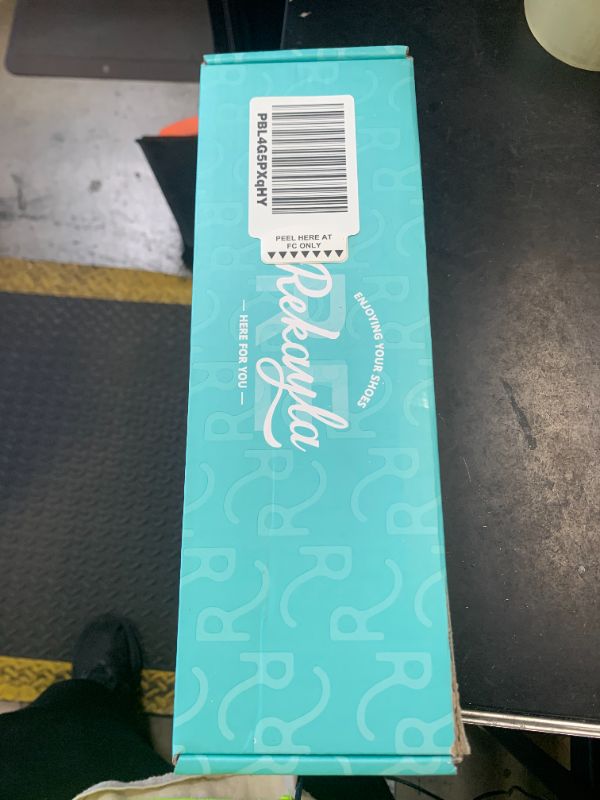 PBL4G5PXqHY
PEEL HERE AT
FC ONLY
ENJOYING YOUR SHOES
Rekayla
— HERE FOR YOU —